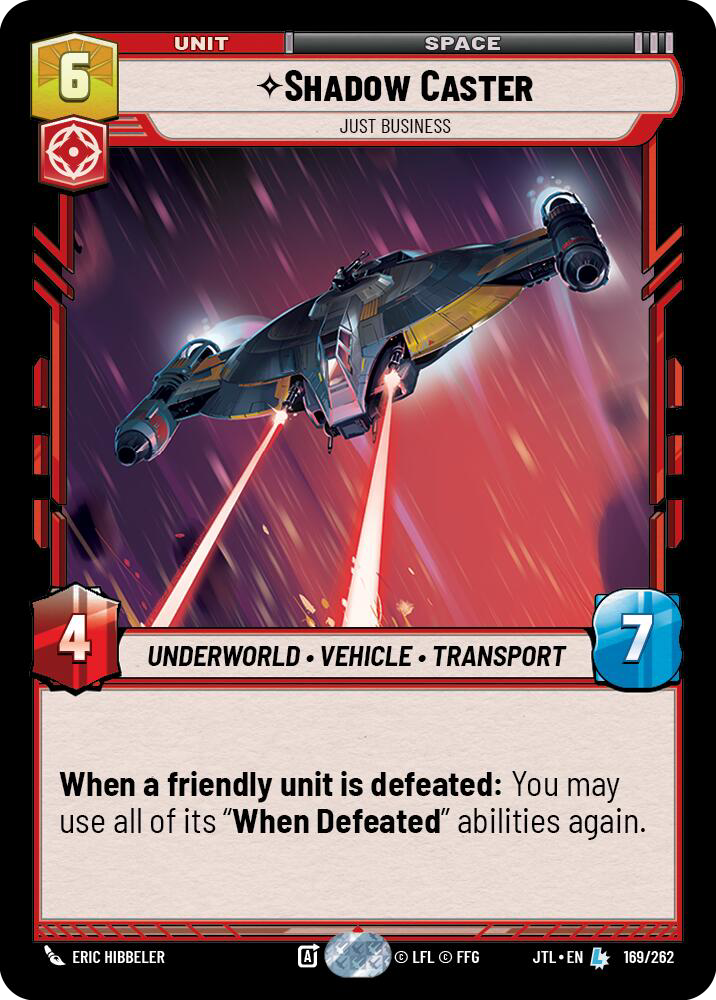 UNIT SPACE
6
✧SHADOW CASTER
JUST BUSINESS
4
UNDERWORLD • VEHICLE • TRANSPORT
7
When a friendly unit is defeated: You may
use all of its “When Defeated” abilities again.
ERIC HIBBELER A © LFL © FFG JTL • EN L 169/262